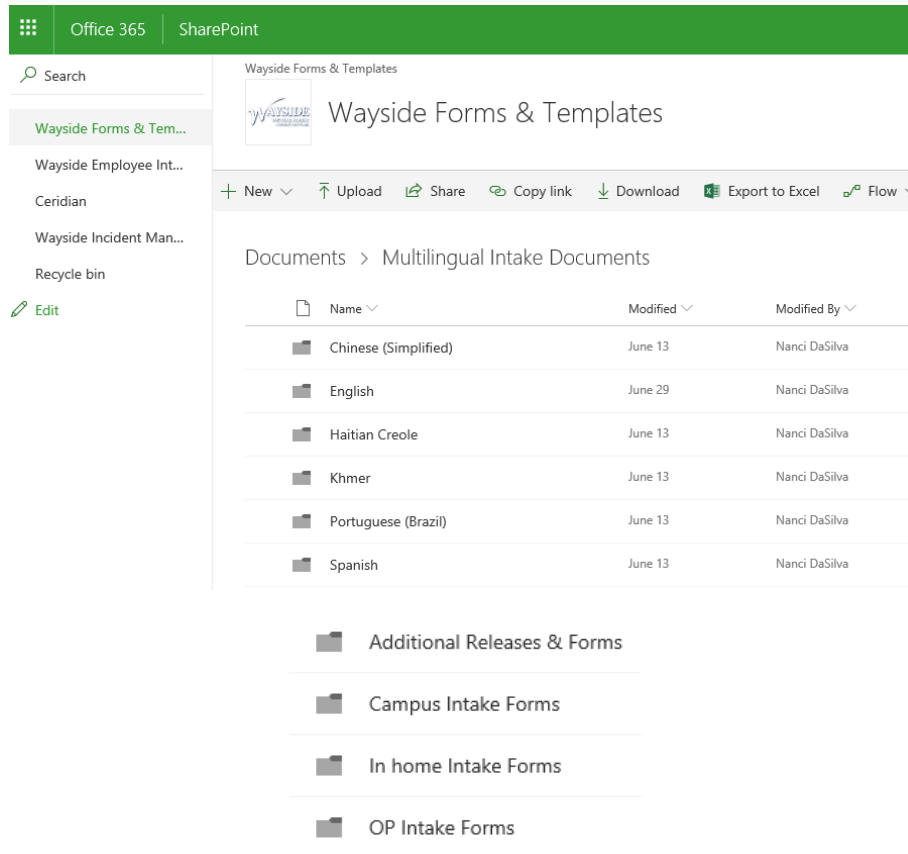 Office 365 SharePoint
Search
Wayside Forms & Tem...
Wayside Employee Int...
Ceridian
Wayside Incident Man...
Recycle bin
Edit
Wayside Forms & Templates
WAYSIDE
Wayside Forms & Templates
New Upload Share Copy link Download Export to Excel Flow
Documents > Multilingual Intake Documents
Name Modified Modified By
Chinese (Simplified) June 13 Nanci DaSilva
English June 29 Nanci DaSilva
Haitian Creole June 13 Nanci DaSilva
Khmer June 13 Nanci DaSilva
Portuguese (Brazil) June 13 Nanci DaSilva
Spanish June 13 Nanci DaSilva
Additional Releases & Forms
Campus Intake Forms
In home Intake Forms
OP Intake Forms